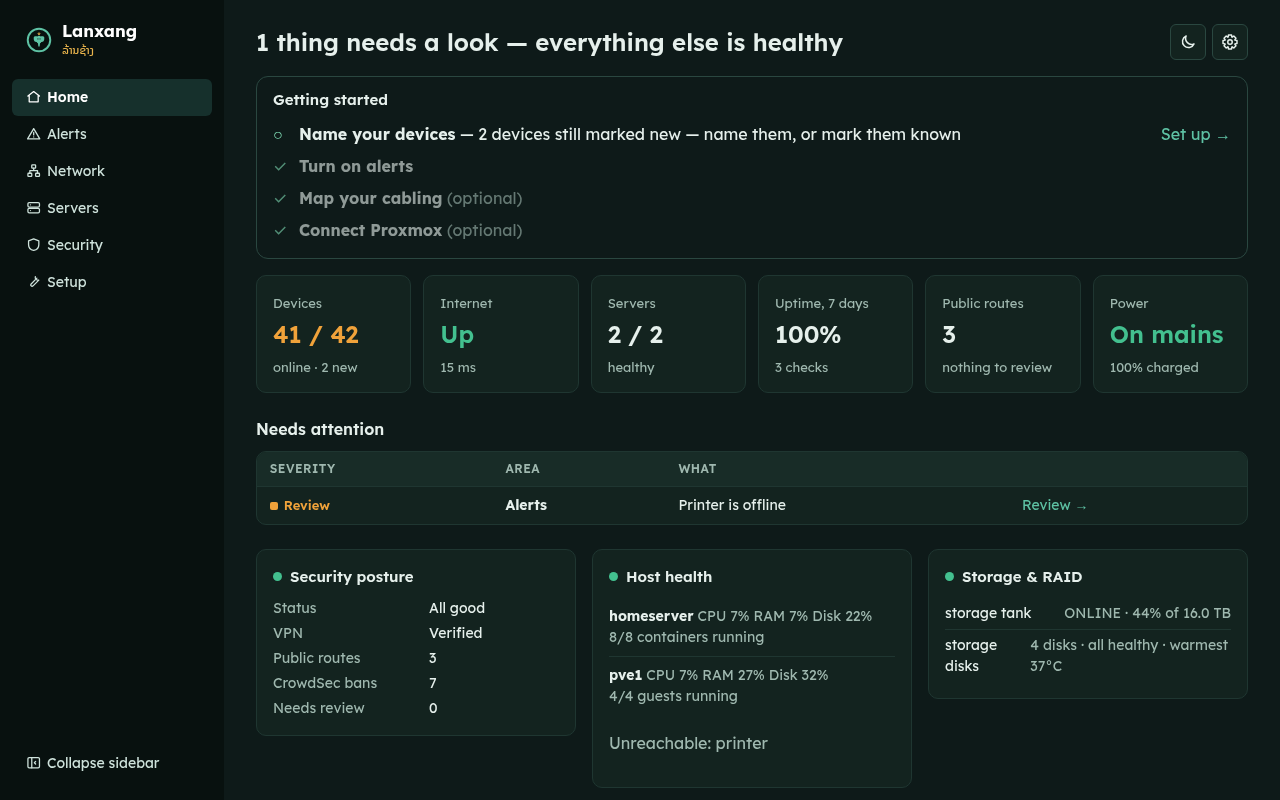 Lanxang
ລ້ານຊ້າງ
Home
Alerts
Network
Servers
Security
Setup
Collapse sidebar
1 thing needs a look — everything else is healthy
Getting started
Name your devices — 2 devices still marked new — name them, or mark them known
Set up →
Turn on alerts
Map your cabling (optional)
Connect Proxmox (optional)
Devices
41 / 42
online · 2 new
Internet
Up
15 ms
Servers
2 / 2
healthy
Uptime, 7 days
100%
3 checks
Public routes
3
nothing to review
Power
On mains
100% charged
Needs attention
SEVERITY AREA WHAT
Review Alerts Printer is offline Review →
Security posture
Status All good
VPN Verified
Public routes 3
CrowdSec bans 7
Needs review 0
Host health
homeserver CPU 7% RAM 7% Disk 22%
8/8 containers running
pve1 CPU 7% RAM 27% Disk 32%
4/4 guests running
Unreachable: printer
Storage & RAID
storage tank ONLINE · 44% of 16.0 TB
storage disks
4 disks · all healthy · warmest
37°C